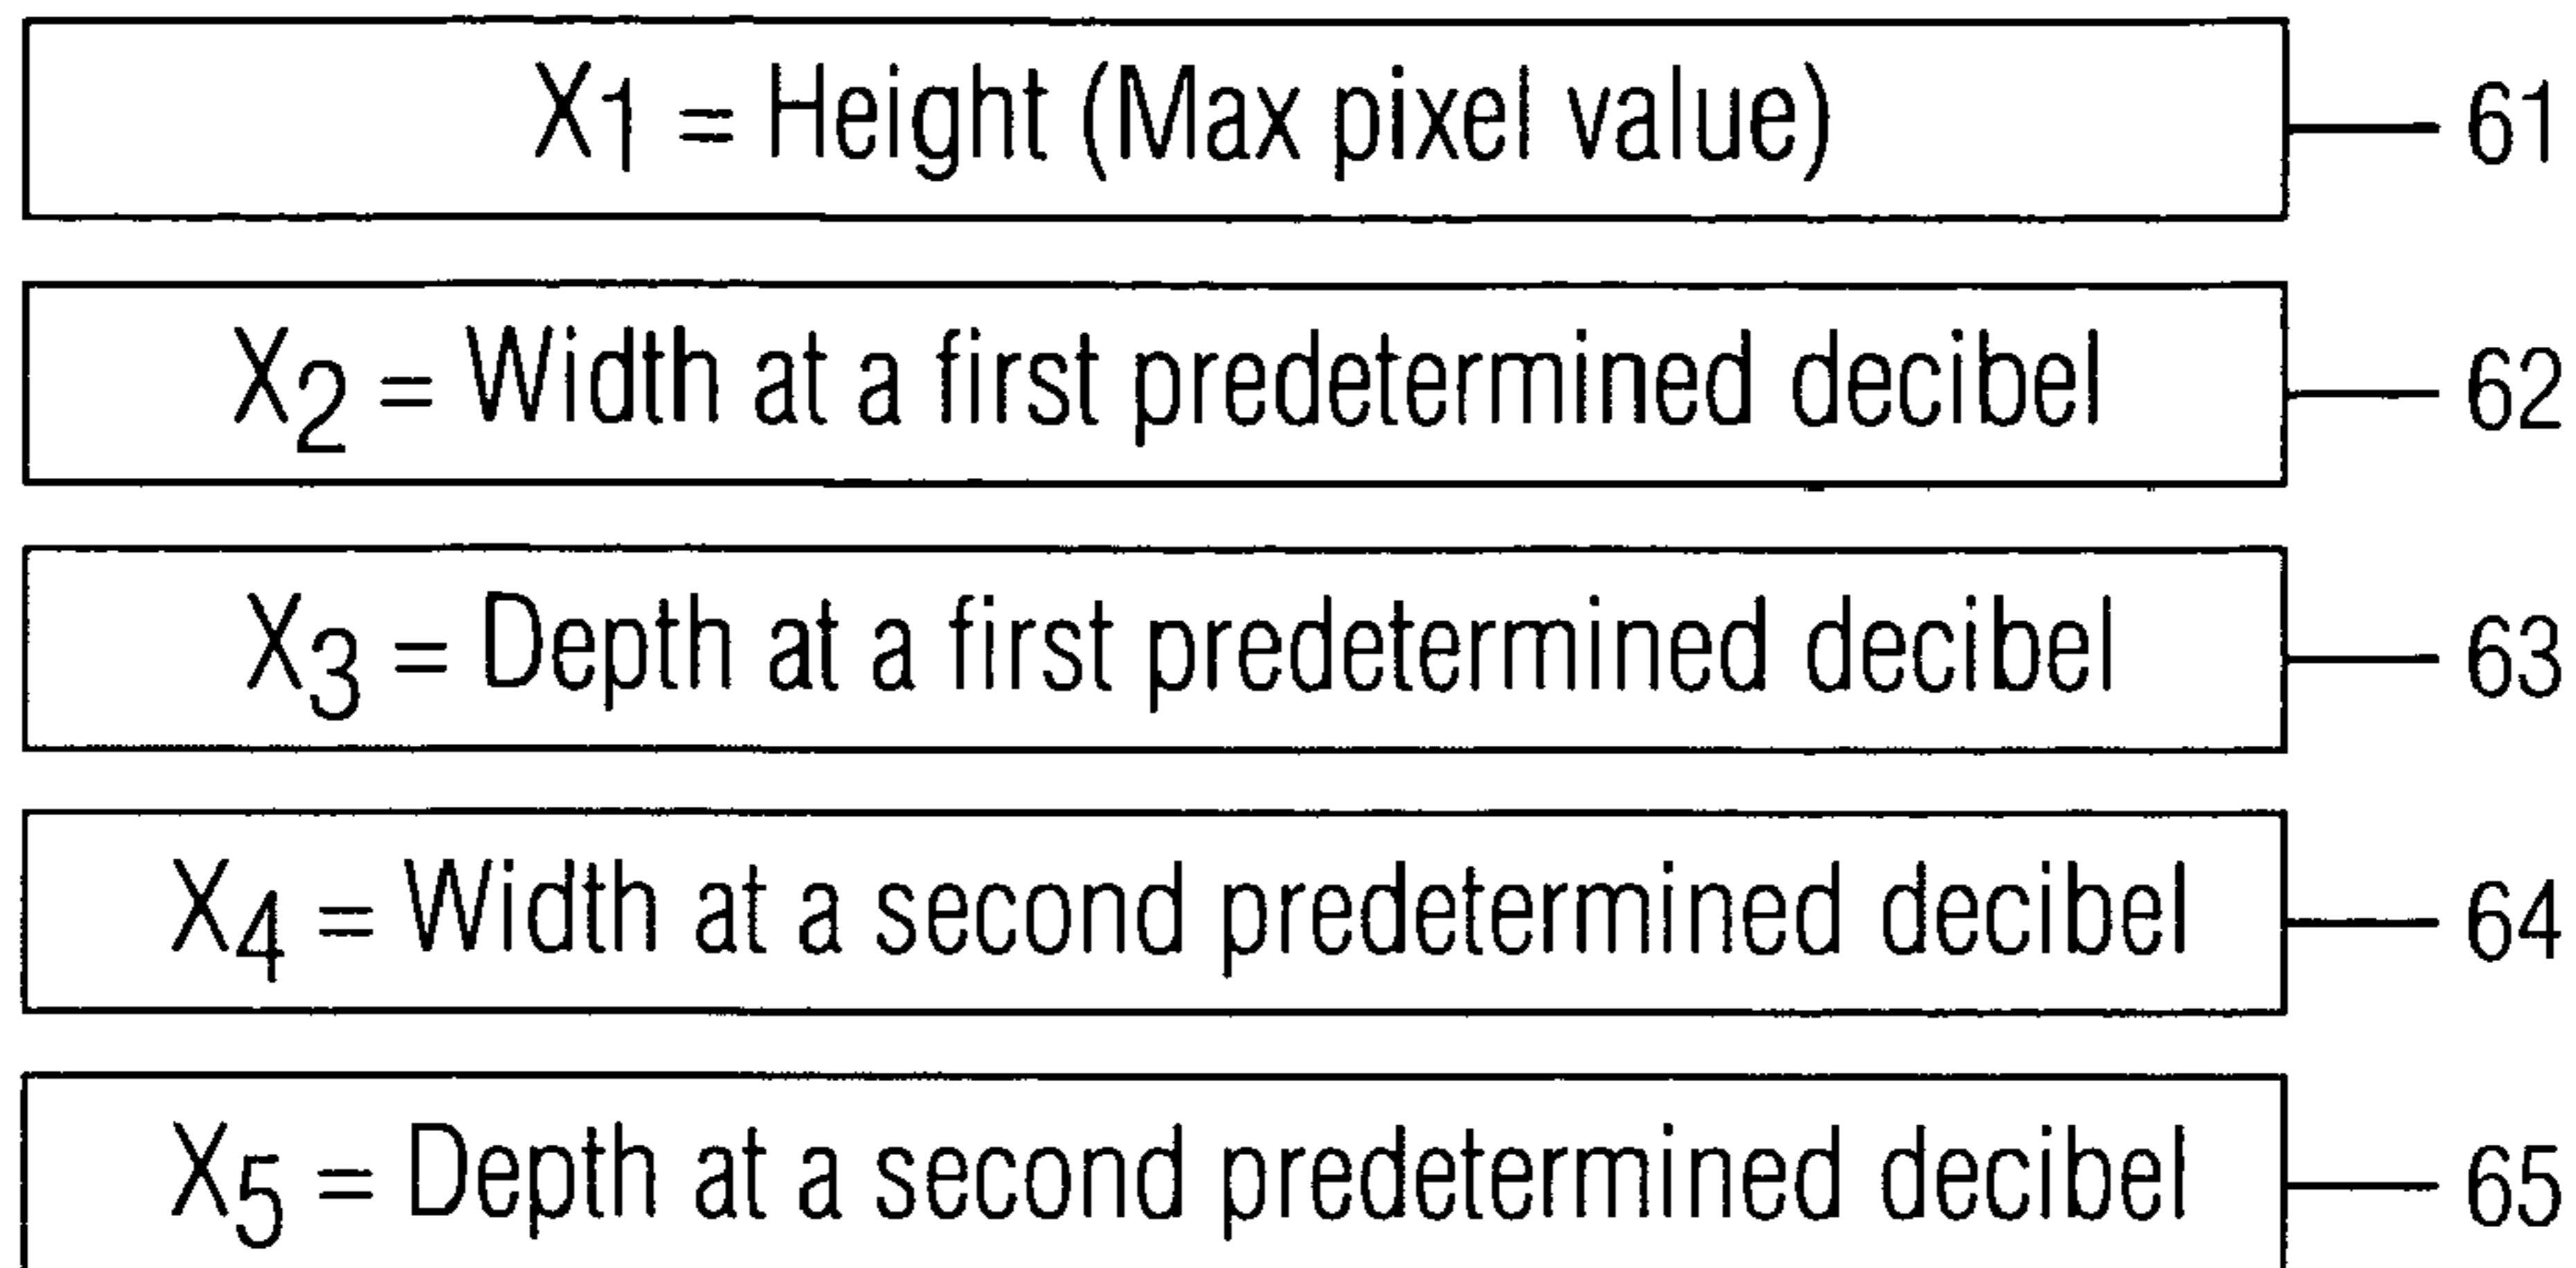 X1 = Height (Max pixel value) 61
X2 = Width at a first predetermined decibel 62
X3 = Depth at a first predetermined decibel 63
X4 = Width at a second predetermined decibel 64
X5 = Depth at a second predetermined decibel 65